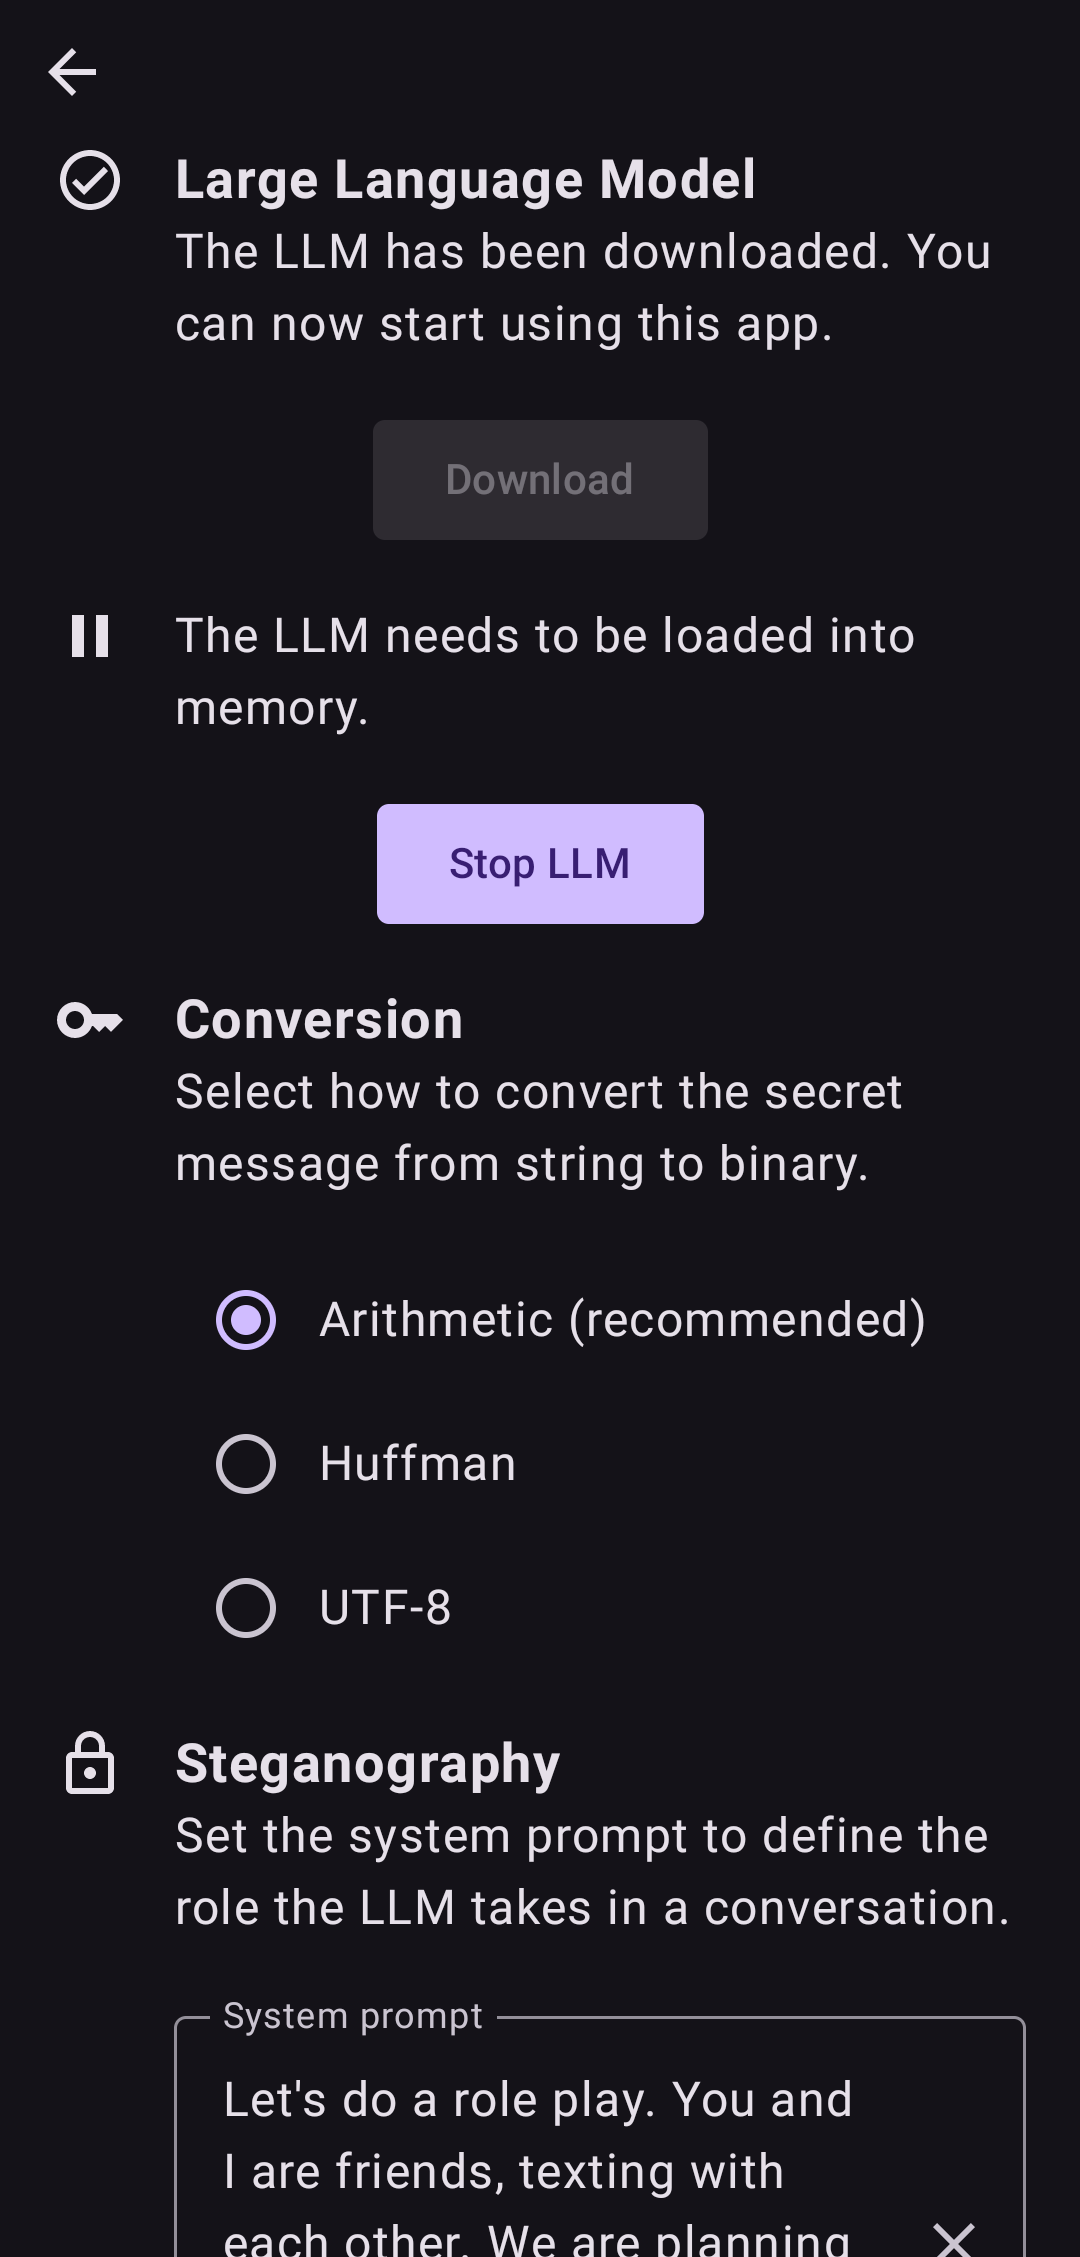 Large Language Model
The LLM has been downloaded. You
can now start using this app.
Download
The LLM needs to be loaded into
memory.
Stop LLM
Conversion
Select how to convert the secret
message from string to binary.
Arithmetic (recommended)
Huffman
UTF-8
Steganography
Set the system prompt to define the
role the LLM takes in a conversation.
System prompt
Let's do a role play. You and
I are friends, texting with
each other. We are planning